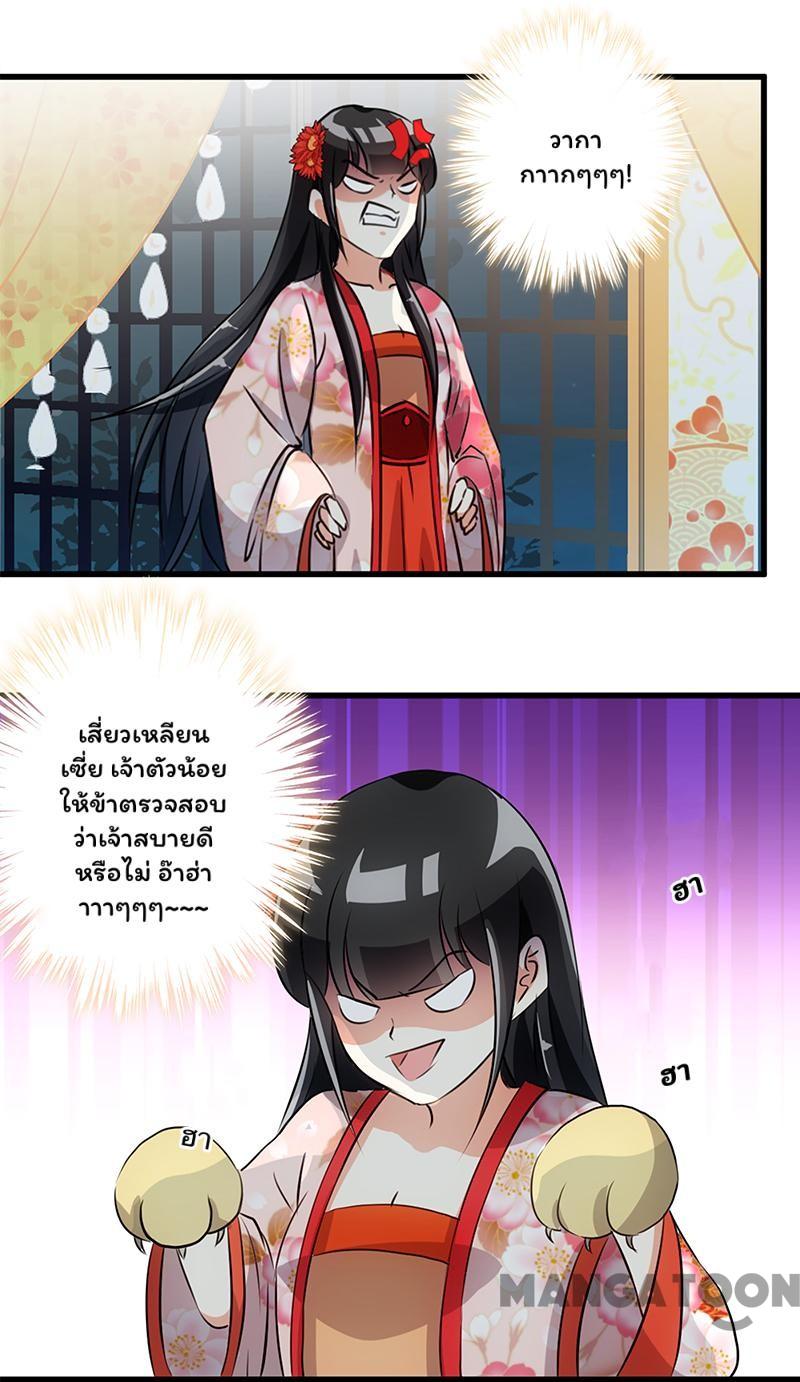 วากา
กาากๆๆๆ!
เสี่ยวเหลียน
เซี่ย เจ้าตัวน้อย
ให้ข้าตรวจสอบ
ว่าเจ้าสบายดี
หรือไม่ อ๊าฮ่า
าาาๆๆๆ~~~
ฮา
ฮา
ฮา
MANGATOON